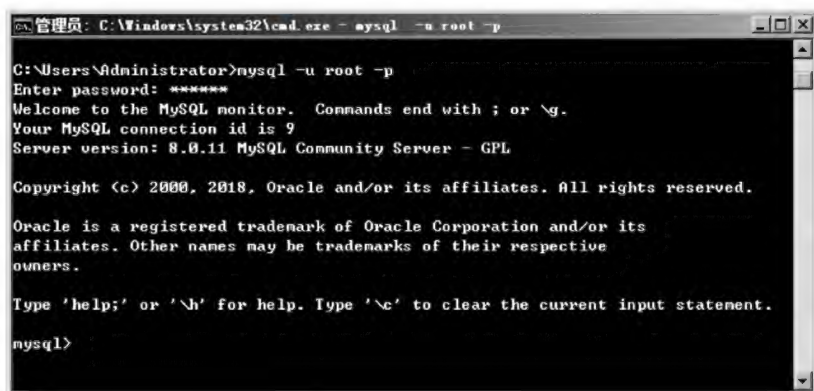 管理员: C:\Windows\system32\cmd.exe - mysql -u root -p
C:\Users\Administrator>mysql -u root -p
Enter password: ******
Welcome to the MySQL monitor. Commands end with ; or \g.
Your MySQL connection id is 9
Server version: 8.0.11 MySQL Community Server - GPL
Copyright (c) 2000, 2018, Oracle and/or its affiliates. All rights reserved.
Oracle is a registered trademark of Oracle Corporation and/or its
affiliates. Other names may be trademarks of their respective
owners.
Type 'help;' or '\h' for help. Type '\c' to clear the current input statement.
mysql>